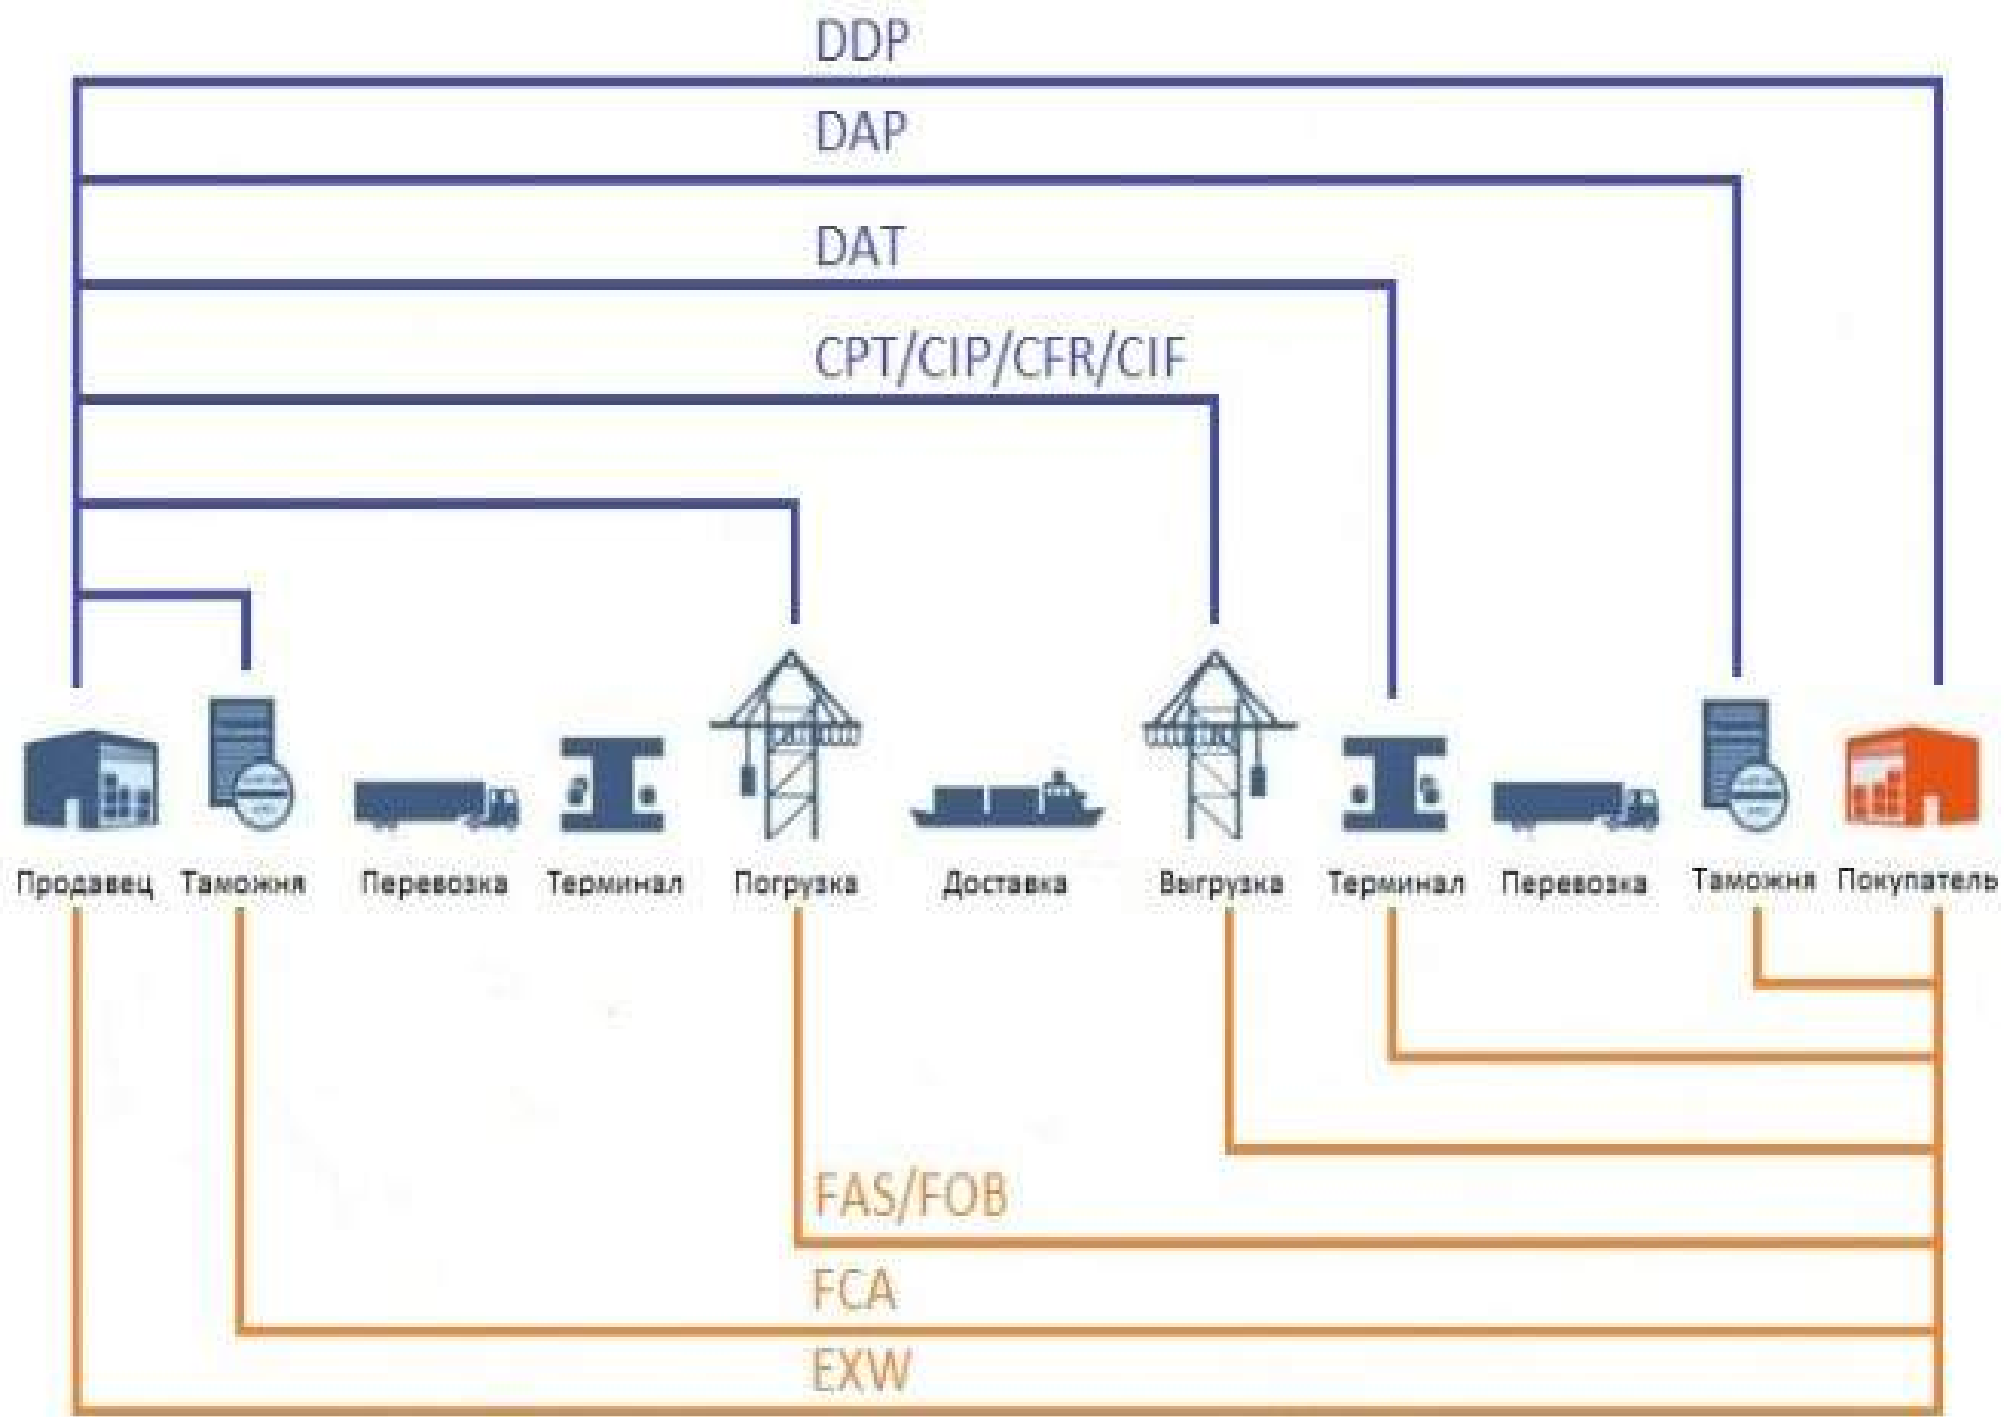 DDP
DAP
DAT
CPT/CIP/CFR/CIF
Продавец Таможня Перевозка Терминал Погрузка Доставка Выгрузка Терминал Перевозка Таможня Покупатель
FAS/FOB
FCA
EXW